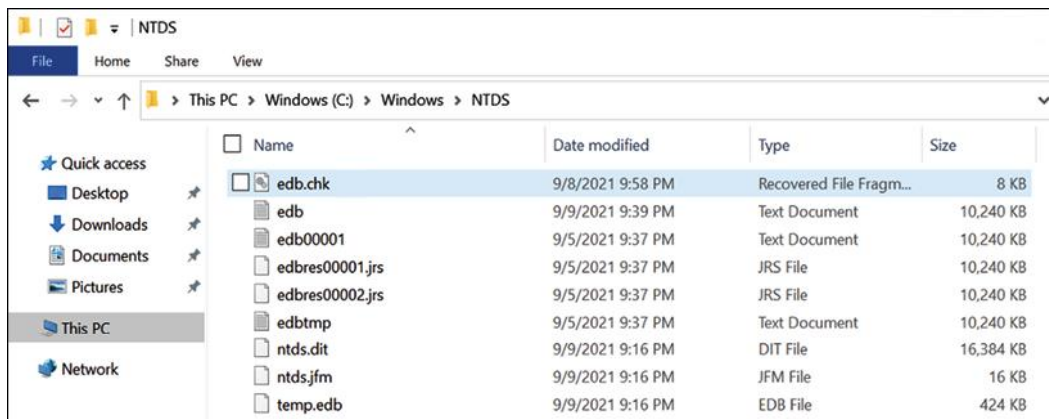 NTDS
File Home Share View
This PC > Windows (C:) > Windows > NTDS
Name Date modified Type Size
Quick access
Desktop
Downloads
Documents
Pictures
This PC
Network
edb.chk 9/8/2021 9:58 PM Recovered File Fragm... 8 KB
edb 9/9/2021 9:39 PM Text Document 10,240 KB
edb00001 9/5/2021 9:37 PM Text Document 10,240 KB
edbres00001.jrs 9/5/2021 9:37 PM JRS File 10,240 KB
edbres00002.jrs 9/5/2021 9:37 PM JRS File 10,240 KB
edbtmp 9/5/2021 9:37 PM Text Document 10,240 KB
ntds.dit 9/9/2021 9:16 PM DIT File 16,384 KB
ntds.jfm 9/9/2021 9:16 PM JFM File 16 KB
temp.edb 9/9/2021 9:16 PM EDB File 424 KB